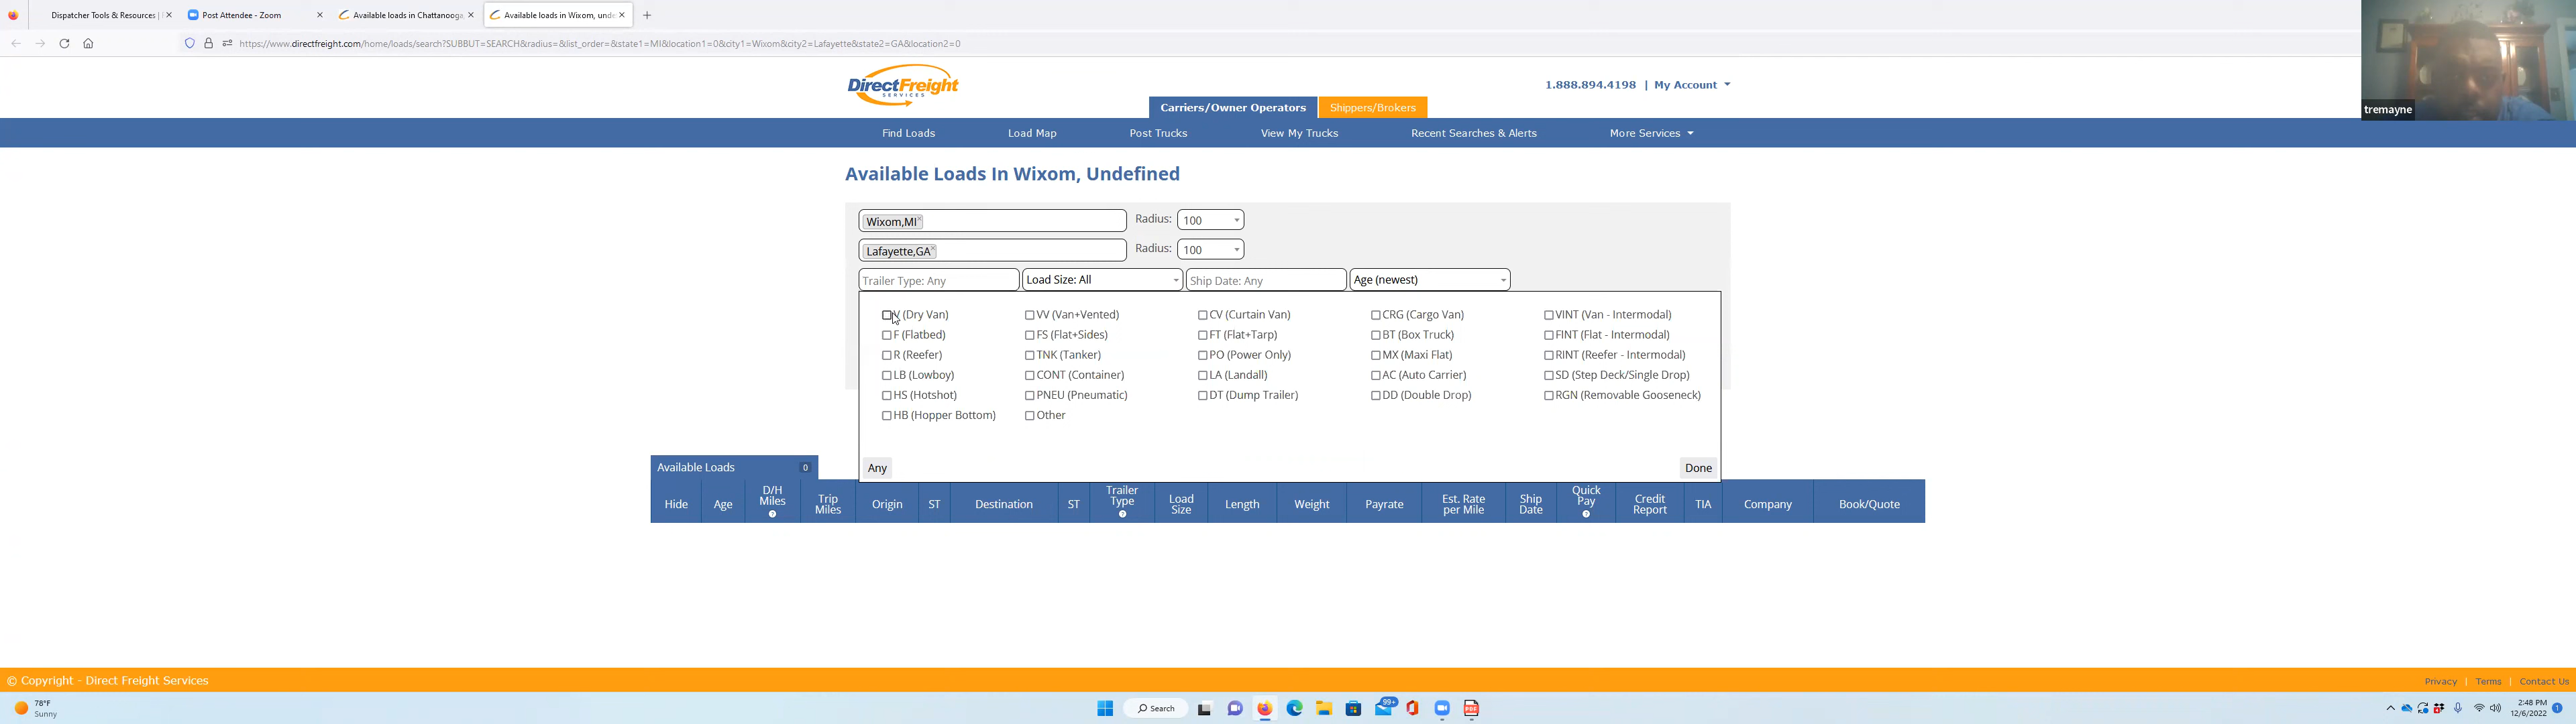 Dispatcher Tools & Resources |
Post Attendee - Zoom
Available loads in Chattanooga,
Available loads in Wixom, unde
https://www.directfreight.com/home/loads/search?SUBBUT=SEARCH&radius=&list_order=&state1=MI&location1=0&city1=Wixom&city2=Lafayette&state2=GA&location2=0
DirectFreight
SERVICES
1.888.894.4198 | My Account
Carriers/Owner Operators Shippers/Brokers
Find Loads Load Map Post Trucks View My Trucks Recent Searches & Alerts More Services
tremayne
Available Loads In Wixom, Undefined
Wixom,MI Radius: 100
Lafayette,GA Radius: 100
Trailer Type: Any Load Size: All Ship Date: Any Age (newest)
V (Dry Van) VV (Van+Vented) CV (Curtain Van) CRG (Cargo Van) VINT (Van - Intermodal)
F (Flatbed) FS (Flat+Sides) FT (Flat+Tarp) BT (Box Truck) FINT (Flat - Intermodal)
R (Reefer) TNK (Tanker) PO (Power Only) MX (Maxi Flat) RINT (Reefer - Intermodal)
LB (Lowboy) CONT (Container) LA (Landall) AC (Auto Carrier) SD (Step Deck/Single Drop)
HS (Hotshot) PNEU (Pneumatic) DT (Dump Trailer) DD (Double Drop) RGN (Removable Gooseneck)
HB (Hopper Bottom) Other
Any Done
Available Loads 0
Hide Age D/H Miles Trip Miles Origin ST Destination ST Trailer Type Load Size Length Weight Payrate Est. Rate per Mile Ship Date Quick Pay Credit Report TIA Company Book/Quote
© Copyright - Direct Freight Services
Privacy | Terms | Contact Us
78°F
Sunny
Search
99+
2:48 PM
12/6/2022
1